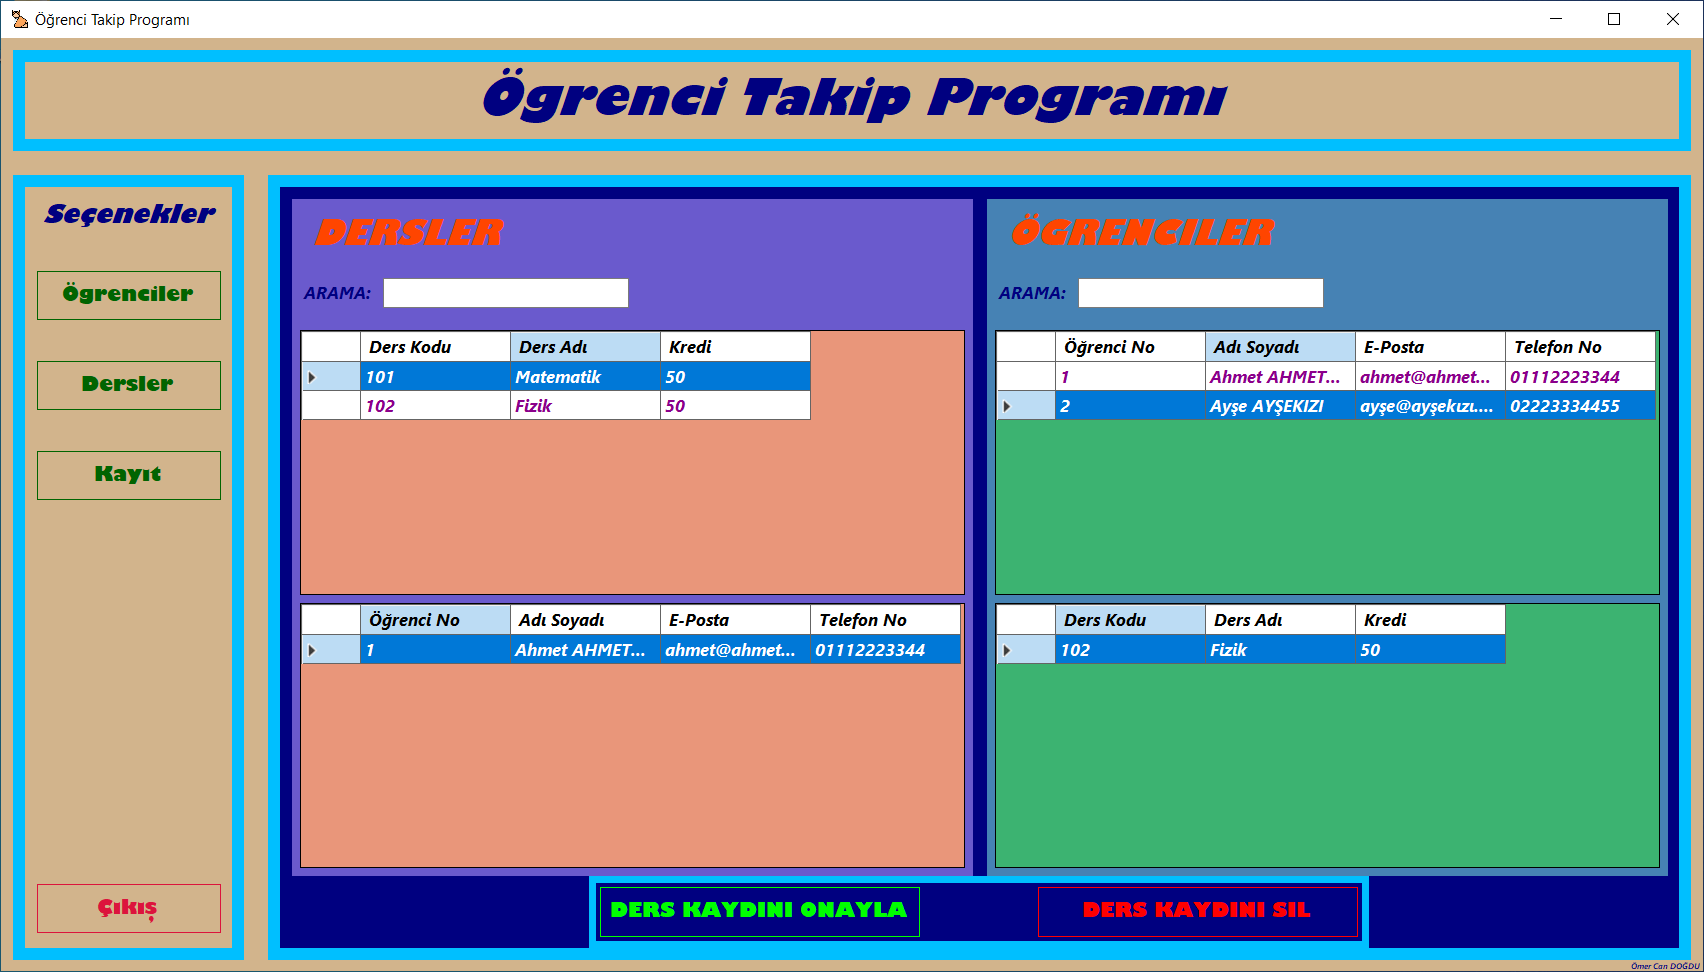 Öğrenci Takip Programı
Ögrenci Takip Programı
Seçenekler
Ögrenciler
Dersler
Kayıt
Çıkış
DERSLER
ARAMA:
Ders Kodu Ders Adı Kredi
101 Matematik 50
102 Fizik 50
Öğrenci No Adı Soyadı E-Posta Telefon No
1 Ahmet AHMET... ahmet@ahmet... 01112223344
ÖGRENCILER
ARAMA:
Öğrenci No Adı Soyadı E-Posta Telefon No
1 Ahmet AHMET... ahmet@ahmet... 01112223344
2 Ayşe AYŞEKIZI ayşe@ayşekızı.... 02223334455
Ders Kodu Ders Adı Kredi
102 Fizik 50
DERS KAYDINI ONAYLA
DERS KAYDINI SIL
Ömer Can DOĞDU